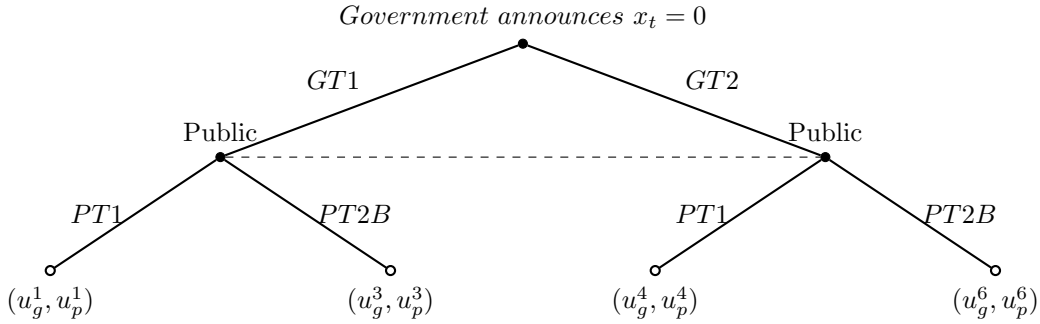 Government announces x_t = 0
GT1 GT2
Public Public
PT1 PT2B PT1 PT2B
(u_g^1, u_p^1) (u_g^3, u_p^3) (u_g^4, u_p^4) (u_g^6, u_p^6)